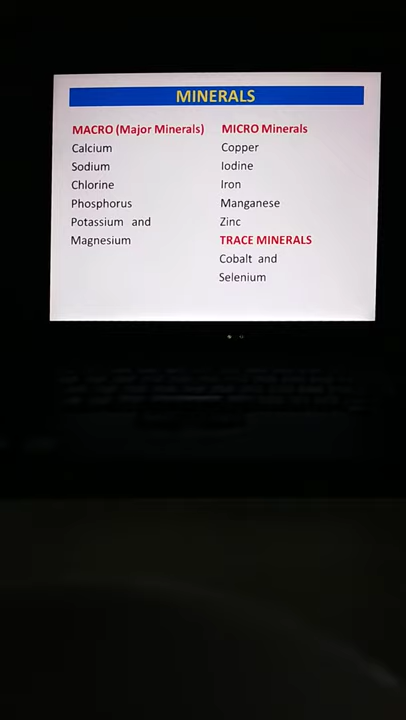 MINERALS
MACRO (Major Minerals)
Calcium
Sodium
Chlorine
Phosphorus
Potassium and
Magnesium
MICRO Minerals
Copper
Iodine
Iron
Manganese
Zinc
TRACE MINERALS
Cobalt and
Selenium